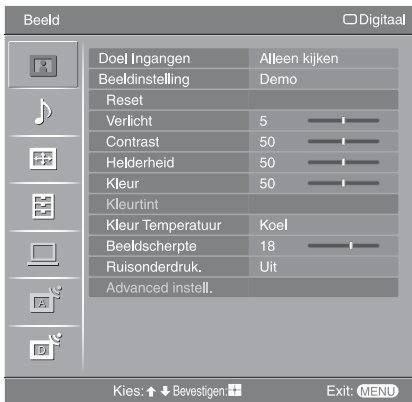 Beeld Digitaal
Doel Ingangen Alleen kijken
Beeldinstelling Demo
Reset
Verlicht 5
Contrast 50
Helderheid 50
Kleur 50
Kleurtint
Kleur Temperatuur Koel
Beeldscherpte 18
Ruisonderdruk. Uit
Advanced instell.
A
D
Kies: Bevestigen: Exit: MENU